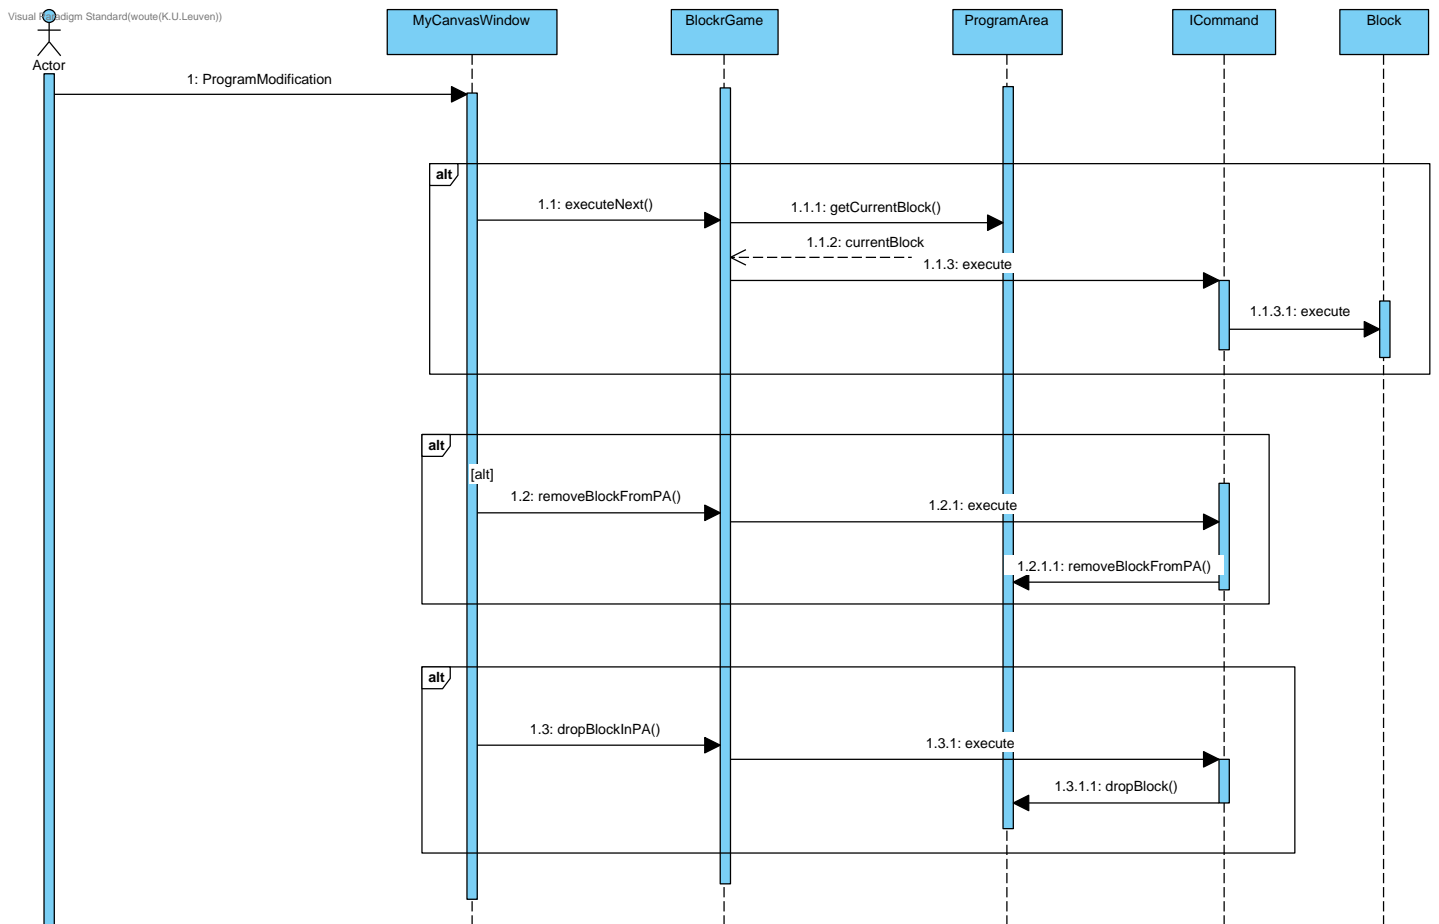 Visual Paradigm Standard(woute(K.U.Leuven))
Actor
MyCanvasWindow
BlockrGame
ProgramArea
ICommand
Block
1: ProgramModification
alt
1.1: executeNext()
1.1.1: getCurrentBlock()
1.1.2: currentBlock
1.1.3: execute
1.1.3.1: execute
alt
[alt]
1.2: removeBlockFromPA()
1.2.1: execute
1.2.1.1: removeBlockFromPA()
alt
1.3: dropBlockInPA()
1.3.1: execute
1.3.1.1: dropBlock()